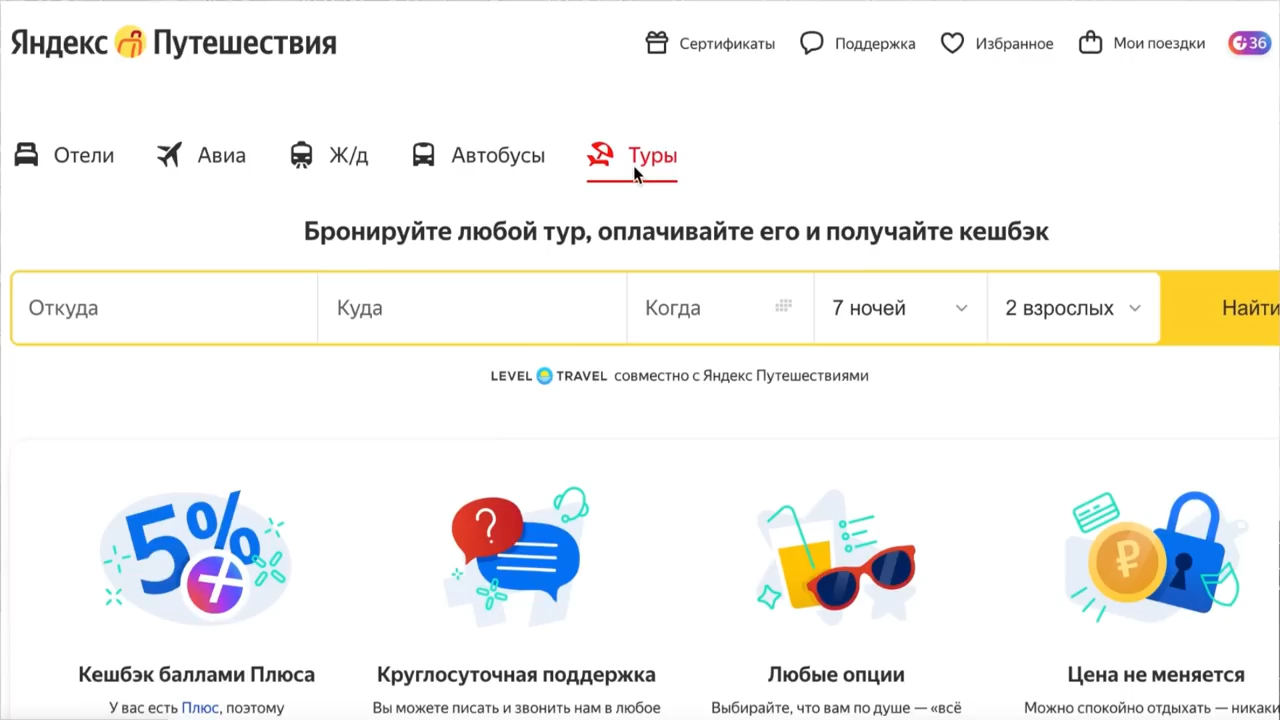 Яндекс Путешествия
Сертификаты Поддержка Избранное Мои поездки 36
Отели Авиа Ж/д Автобусы Туры
Бронируйте любой тур, оплачивайте его и получайте кешбэк
Откуда Куда Когда 7 ночей 2 взрослых Найти
LEVEL TRAVEL совместно с Яндекс Путешествиями
5% ? ₽
Кешбэк баллами Плюса Круглосуточная поддержка Любые опции Цена не меняется
У вас есть Плюс, поэтому Вы можете писать и звонить нам в любое Выбирайте, что вам по душе — «всё Можно спокойно отдыхать — никаки